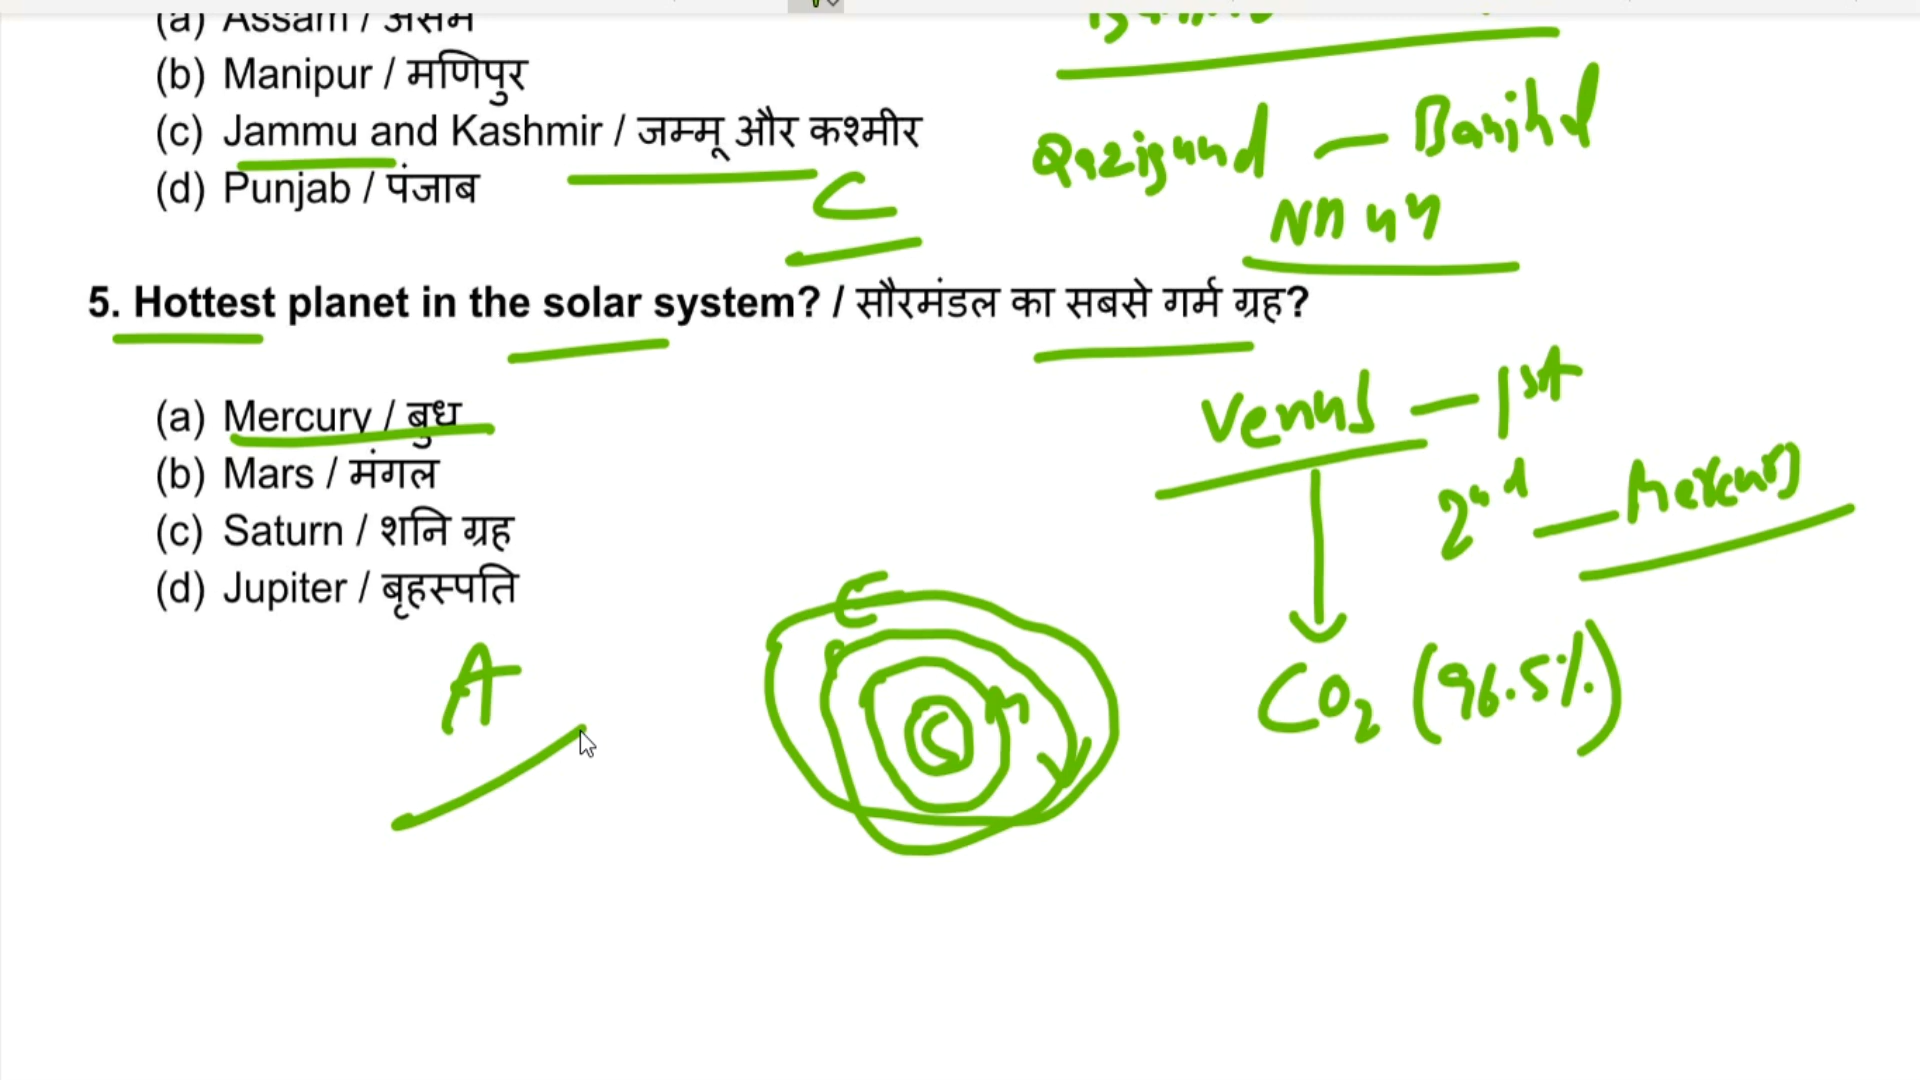 (a) Assam / असम
(b) Manipur / मणिपुर
(c) Jammu and Kashmir / जम्मू और कश्मीर
(d) Punjab / पंजाब
C
Qazigund — Banihal
NH 44
5. Hottest planet in the solar system? / सौरमंडल का सबसे गर्म ग्रह?
(a) Mercury / बुध
(b) Mars / मंगल
(c) Saturn / शनि ग्रह
(d) Jupiter / बृहस्पति
Venus — 1st
2nd — Mercury
CO₂ (96.5%)
A
E
S
M
V